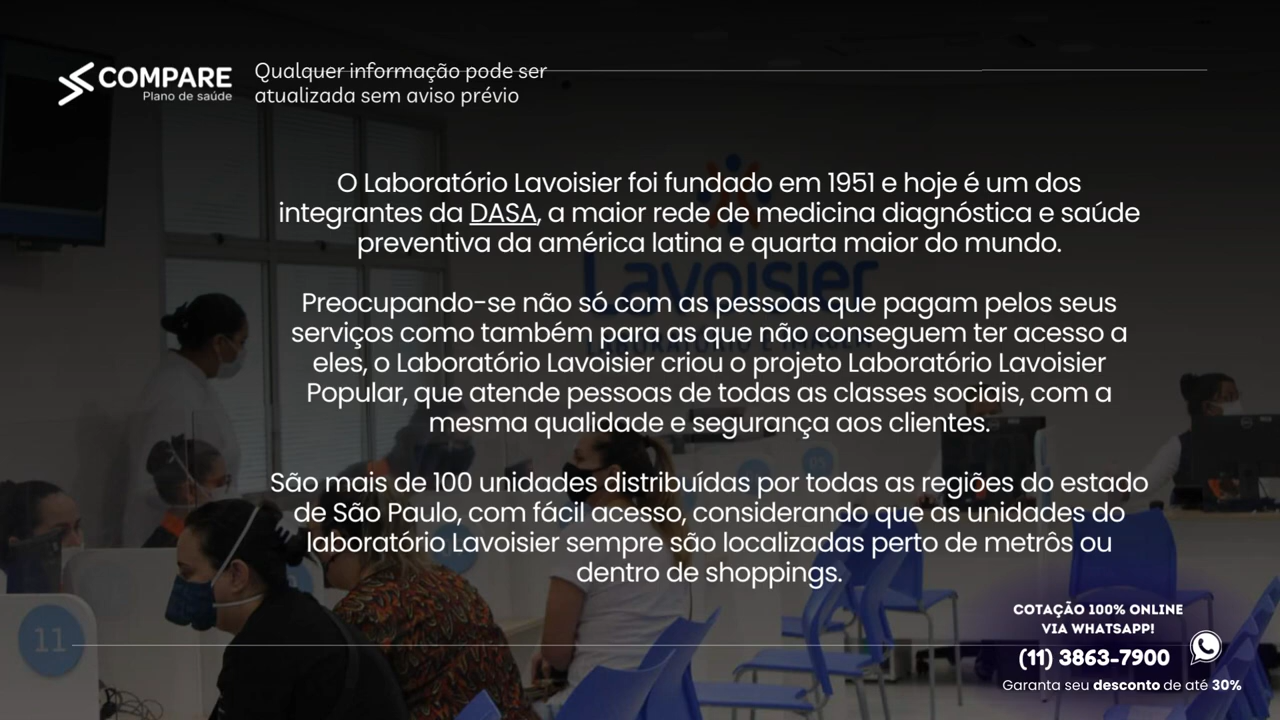 COMPARE
Plano de saúde
Qualquer informação pode ser
atualizada sem aviso prévio
O Laboratório Lavoisier foi fundado em 1951 e hoje é um dos
integrantes da DASA, a maior rede de medicina diagnóstica e saúde
preventiva da américa latina e quarta maior do mundo.
Lavoisier
Preocupando-se não só com as pessoas que pagam pelos seus
serviços como também para as que não conseguem ter acesso a
eles, o Laboratório Lavoisier criou o projeto Laboratório Lavoisier
Popular, que atende pessoas de todas as classes sociais, com a
mesma qualidade e segurança aos clientes.
São mais de 100 unidades distribuídas por todas as regiões do estado
de São Paulo, com fácil acesso, considerando que as unidades do
laboratório Lavoisier sempre são localizadas perto de metrôs ou
dentro de shoppings.
11
COTAÇÃO 100% ONLINE
VIA WHATSAPP!
(11) 3863-7900
Garanta seu desconto de até 30%